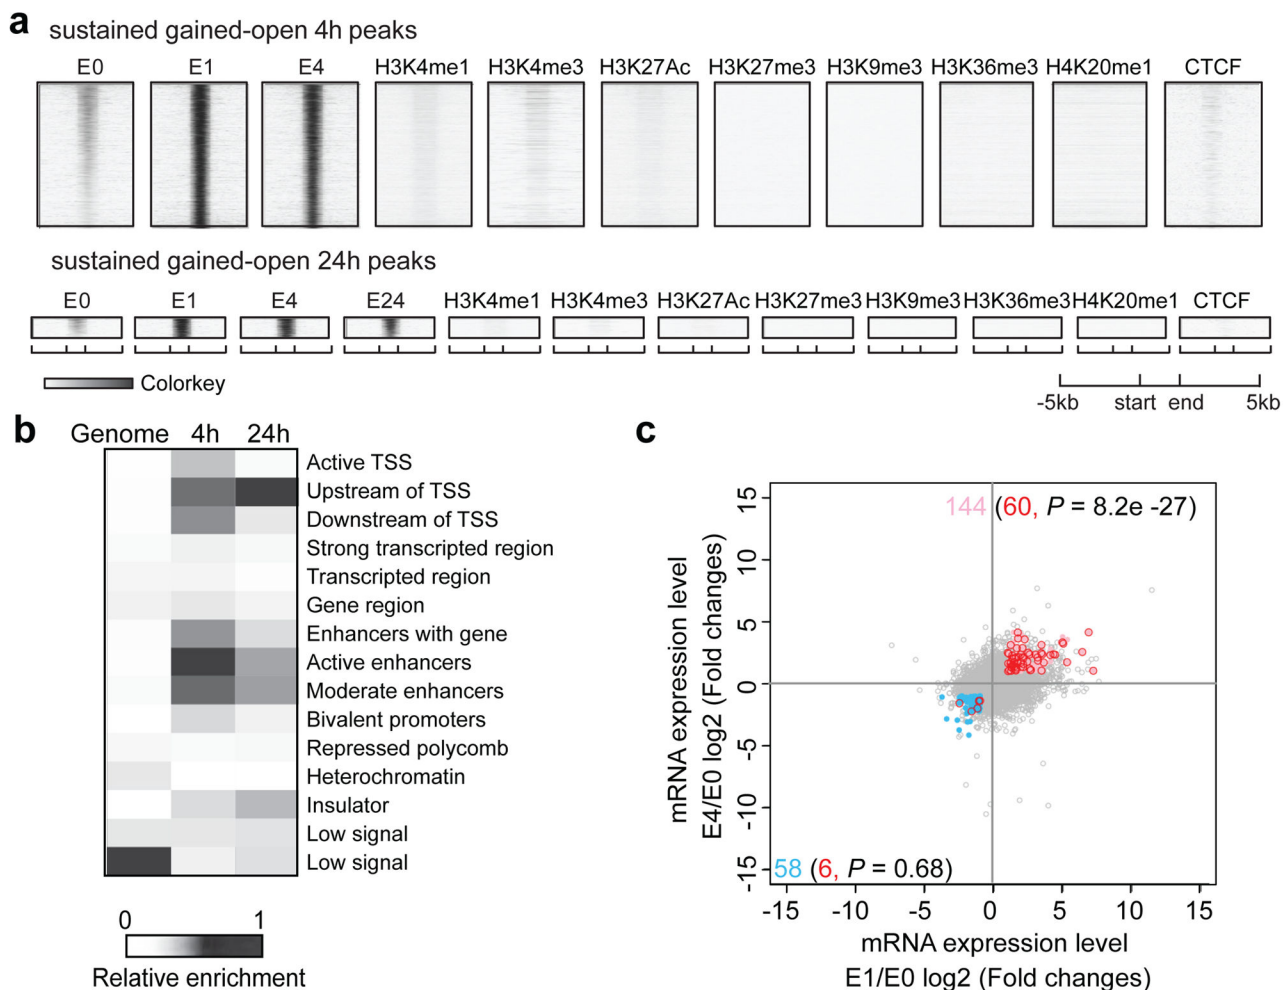 a
sustained gained-open 4h peaks
E0 E1 E4 H3K4me1 H3K4me3 H3K27Ac H3K27me3 H3K9me3 H3K36me3 H4K20me1 CTCF
sustained gained-open 24h peaks
E0 E1 E4 E24 H3K4me1 H3K4me3 H3K27Ac H3K27me3 H3K9me3 H3K36me3 H4K20me1 CTCF
Colorkey
-5kb start end 5kb
b
Genome 4h 24h
Active TSS
Upstream of TSS
Downstream of TSS
Strong transcripted region
Transcripted region
Gene region
Enhancers with gene
Active enhancers
Moderate enhancers
Bivalent promoters
Repressed polycomb
Heterochromatin
Insulator
Low signal
Low signal
0 1
Relative enrichment
c
mRNA expression level
E4/E0 log2 (Fold changes)
15
10
5
0
-5
-10
-15
144 (60, P = 8.2e -27)
58 (6, P = 0.68)
-15 -10 -5 0 5 10 15
mRNA expression level
E1/E0 log2 (Fold changes)